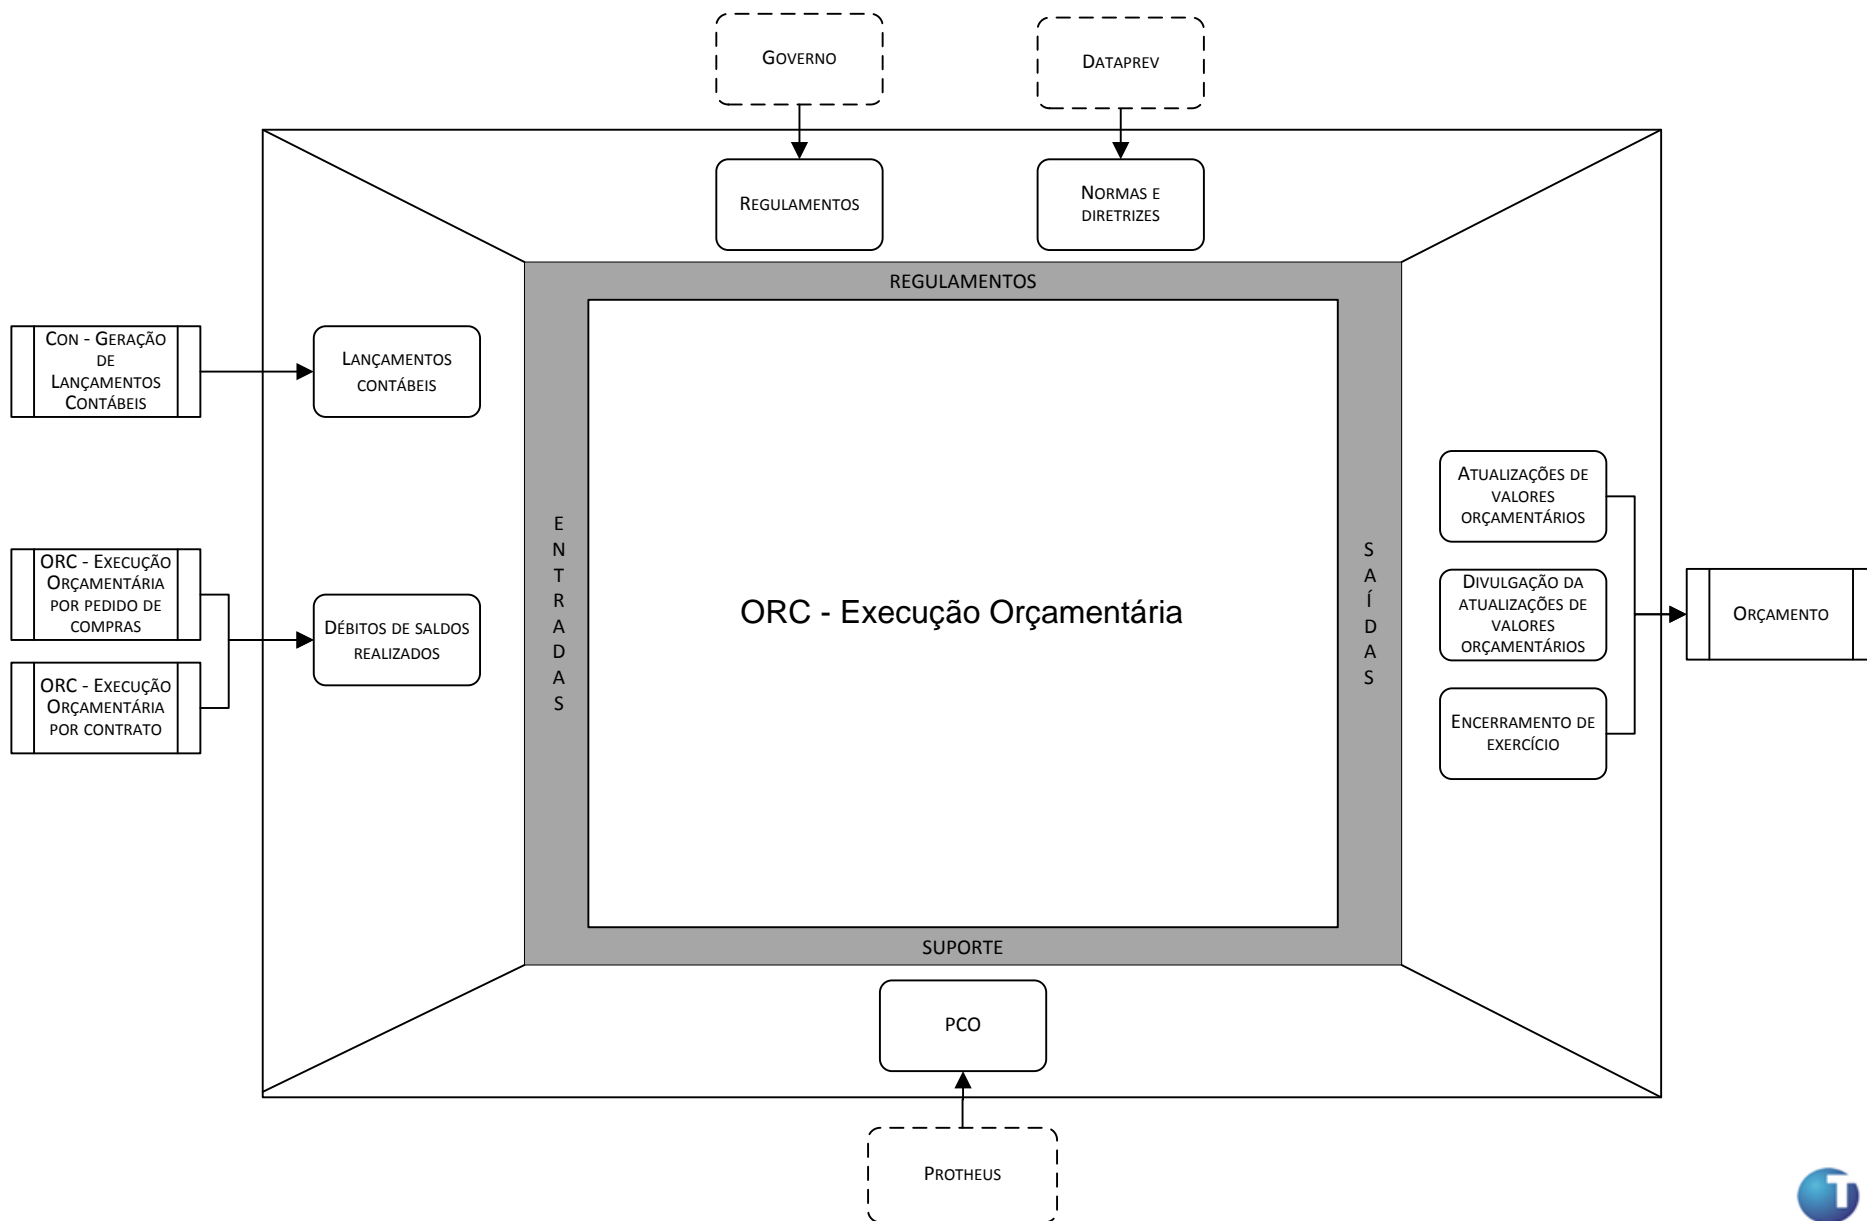 GOVERNO
DATAPREV
REGULAMENTOS
NORMAS E
DIRETRIZES
REGULAMENTOS
CON - GERAÇÃO
DE
LANÇAMENTOS
CONTÁBEIS
LANÇAMENTOS
CONTÁBEIS
ORC - EXECUÇÃO
ORÇAMENTÁRIA
POR PEDIDO DE
COMPRAS
ORC - EXECUÇÃO
ORÇAMENTÁRIA
POR CONTRATO
DÉBITOS DE SALDOS
REALIZADOS
ENTRADAS
ORC - Execução Orçamentária
SAÍDAS
ATUALIZAÇÕES DE
VALORES
ORÇAMENTÁRIOS
DIVULGAÇÃO DA
ATUALIZAÇÕES DE
VALORES
ORÇAMENTÁRIOS
ENCERRAMENTO DE
EXERCÍCIO
ORÇAMENTO
SUPORTE
PCO
PROTHEUS
T